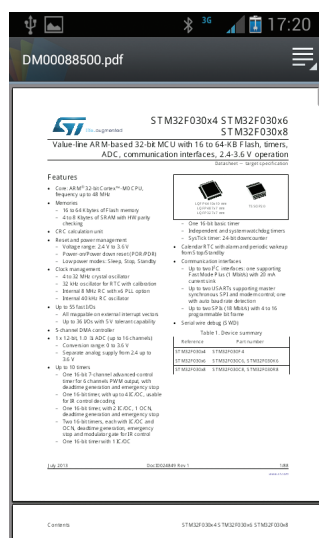 3G 17:20
DM00088500.pdf
STM32F030x4 STM32F030x6
STM32F030x8
Value-line ARM-based 32-bit MCU with 16 to 64-KB Flash, timers,
ADC, communication interfaces, 2.4-3.6 V operation
Datasheet - target specification
Features
• Core: ARM® 32-bit Cortex™-M0 CPU,
frequency up to 48 MHz
• Memories
– 16 to 64 Kbytes of Flash memory
– 4 to 8 Kbytes of SRAM with HW parity
checking
• CRC calculation unit
• Reset and power management
– Voltage range: 2.4 V to 3.6 V
– Power-on/Power down reset (POR/PDR)
– Low power modes: Sleep, Stop, Standby
• Clock management
– 4 to 32 MHz crystal oscillator
– 32 kHz oscillator for RTC with calibration
– Internal 8 MHz RC with x6 PLL option
– Internal 40 kHz RC oscillator
• Up to 55 fast I/Os
– All mappable on external interrupt vectors
– Up to 36 I/Os with 5 V tolerant capability
• 5-channel DMA controller
• 1 x 12-bit, 1.0 µs ADC (up to 16 channels)
– Conversion range: 0 to 3.6 V
– Separate analog supply from 2.4 up to
3.6 V
• Up to 10 timers
– One 16-bit 7-channel advanced-control
timer for 6 channels PWM output, with
deadtime generation and emergency stop
– One 16-bit timer, with up to 4 IC/OC, usable
for IR control decoding
– One 16-bit timer, with 2 IC/OC, 1 OCN,
deadtime generation, emergency stop
– Two 16-bit timers, each with IC/OC and
OCN, deadtime generation, emergency
stop and modulator gate for IR control
– One 16-bit timer with 1 IC/OC
– One 16-bit basic timer
– Independent and system watchdog timers
– SysTick timer: 24-bit downcounter
• Calendar RTC with alarm and periodic wakeup
from Stop/Standby
• Communication interfaces
– Up to two I²C interfaces: one supporting
Fast Mode Plus (1 Mbit/s) with 20 mA
current sink
– Up to two USARTs supporting master
synchronous SPI and modem control; one
with auto baud rate detection
– Up to two SPIs (18 Mbit/s) with 4 to 16
programmable bit frame
• Serial wire debug (SWD)
Table 1. Device summary
Reference Part number
STM32F030x4 STM32F030F4
STM32F030x6 STM32F030C6, STM32F030K6
STM32F030x8 STM32F030C8, STM32F030R8
July 2013 DocID024849 Rev 1 1/88
www.st.com
Contents STM32F030x4 STM32F030x6 STM32F030x8